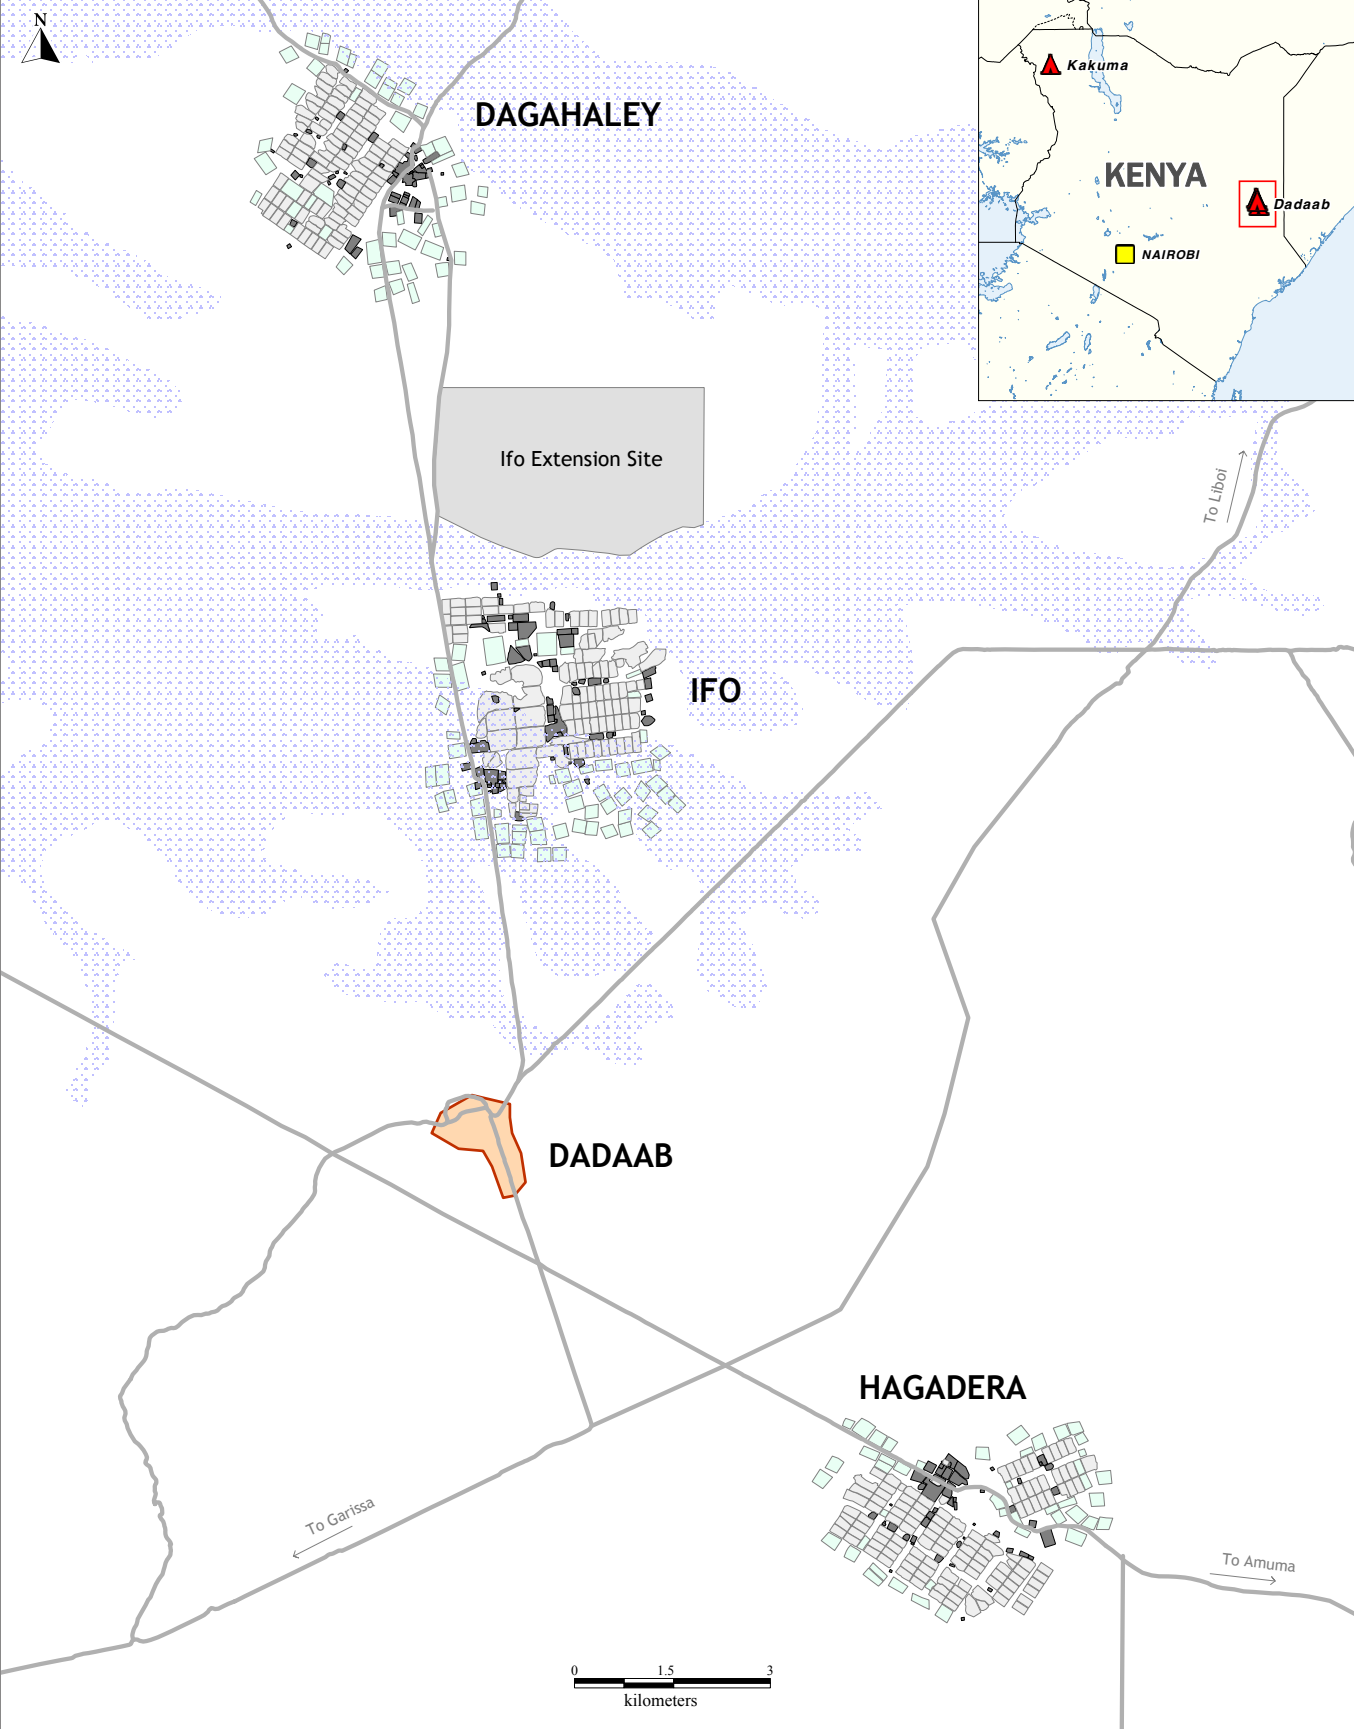 N
DAGAHALEY
Kakuma
KENYA
Dadaab
NAIROBI
Ifo Extension Site
To Liboi
IFO
DADAAB
HAGADERA
To Garissa
To Amuma
0 1.5 3
kilometers